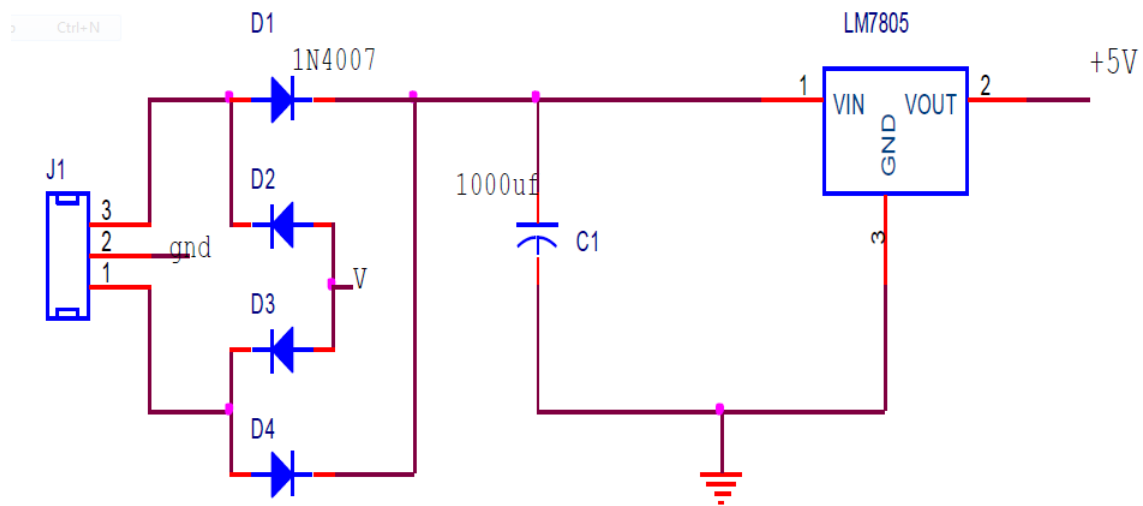 Ctrl+N
D1
LM7805
1N4007
+5V
1
2
VIN
VOUT
GND
J1
D2
1000uf
3
2
gnd
1
C1
3
V
D3
D4